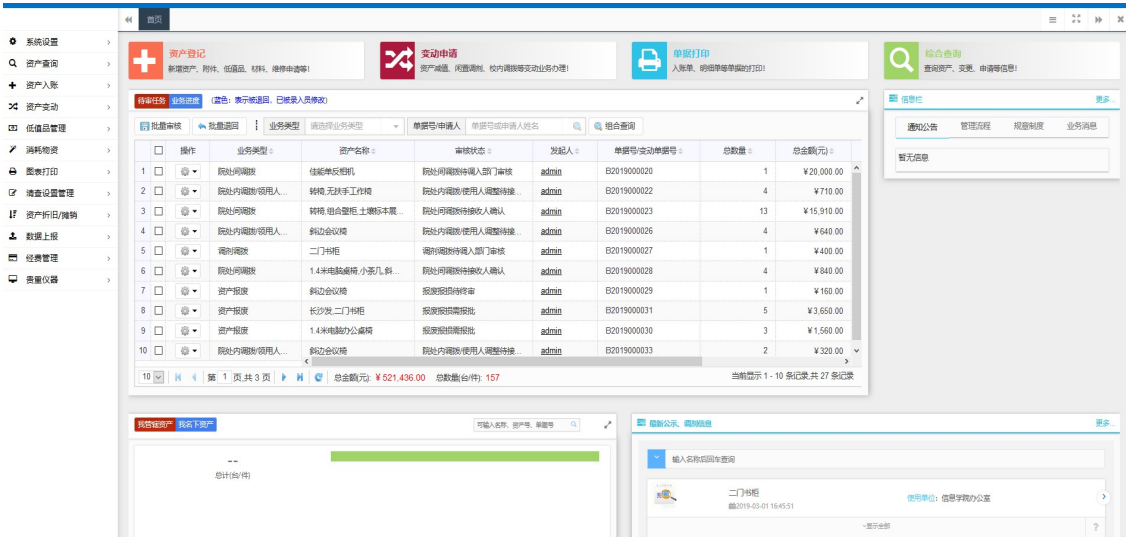 首页
系统设置
资产查询
资产入账
资产变动
低值品管理
消耗物资
图表打印
清查设置管理
资产折旧/摊销
数据上报
经费管理
贵重仪器
资产登记
新增资产、附件、低值品、材料、维修申请等!
变动申请
资产减值、闲置调剂、校内调拨等变动业务办理!
单据打印
入账单、明细单等单据的打印!
综合查询
查询资产、变更、申请等信息!
待审任务 业务进度 (蓝色:表示被退回,已被录入员修改)
批量审核 批量退回 业务类型 请选择业务类型 单据号/申请人 单据号或申请人姓名 组合查询
操作 业务类型 资产名称 审核状态 发起人 单据号/变动单据号 总数量 总金额(元)
1 院处间调拨 佳能单反相机 院处间调拨待调入部门审核 admin B2019000020 1 ¥20,000.00
2 院处内调拨/领用人... 转椅,无扶手工作椅 院处内调拨/使用人调整待接... admin B2019000022 4 ¥710.00
3 院处间调拨 转椅,组合壁柜,土壤标本展... 院处间调拨待接收人确认 admin B2019000023 13 ¥15,910.00
4 院处内调拨/领用人... 斜边会议椅 院处内调拨/使用人调整待接... admin B2019000026 4 ¥640.00
5 调剂调拨 二门书柜 调剂调拨待调入部门审核 admin B2019000027 1 ¥400.00
6 院处间调拨 1.4米电脑桌椅,小茶几,斜... 院处间调拨待接收人确认 admin B2019000028 4 ¥840.00
7 资产报废 斜边会议椅 报废报损待终审 admin B2019000029 1 ¥160.00
8 资产报废 长沙发,二门书柜 报废报损需报批 admin B2019000031 5 ¥3,650.00
9 资产报废 1.4米电脑办公桌椅 报废报损需报批 admin B2019000030 3 ¥1,560.00
10 院处内调拨/领用人... 斜边会议椅 院处内调拨/使用人调整待接... admin B2019000033 2 ¥320.00
10 第 1 页,共 3 页 总金额(元): ¥521,436.00 总数量(台/件): 157 当前显示 1 - 10 条记录,共 27 条记录
信息栏 更多...
通知公告 管理流程 规章制度 业务消息
暂无信息
我管辖资产 我名下资产 可输入名称、资产号、单据号
--
总计(台/件)
最新公示、调剂信息 更多...
输入名称后回车查询
二门书柜
2019-03-01 16:45:51
使用单位: 信息学院办公室
显示全部
?